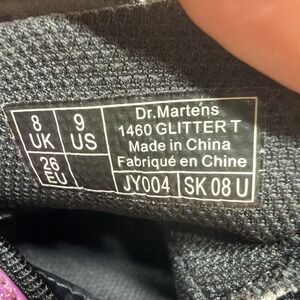 8 UK
9 US
26 EU
Dr.Martens
1460 GLITTER T
Made in China
Fabriqué en Chine
JY004
SK 08 U